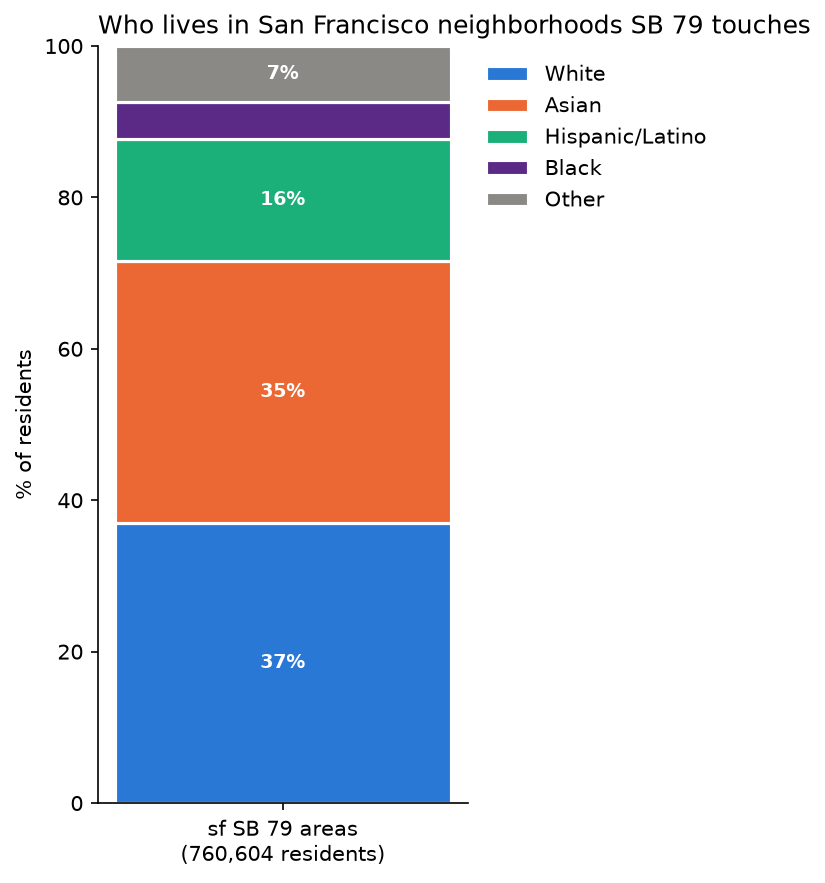 Who lives in San Francisco neighborhoods SB 79 touches
100
80
60
40
20
0
% of residents
7%
16%
35%
37%
White
Asian
Hispanic/Latino
Black
Other
sf SB 79 areas
(760,604 residents)